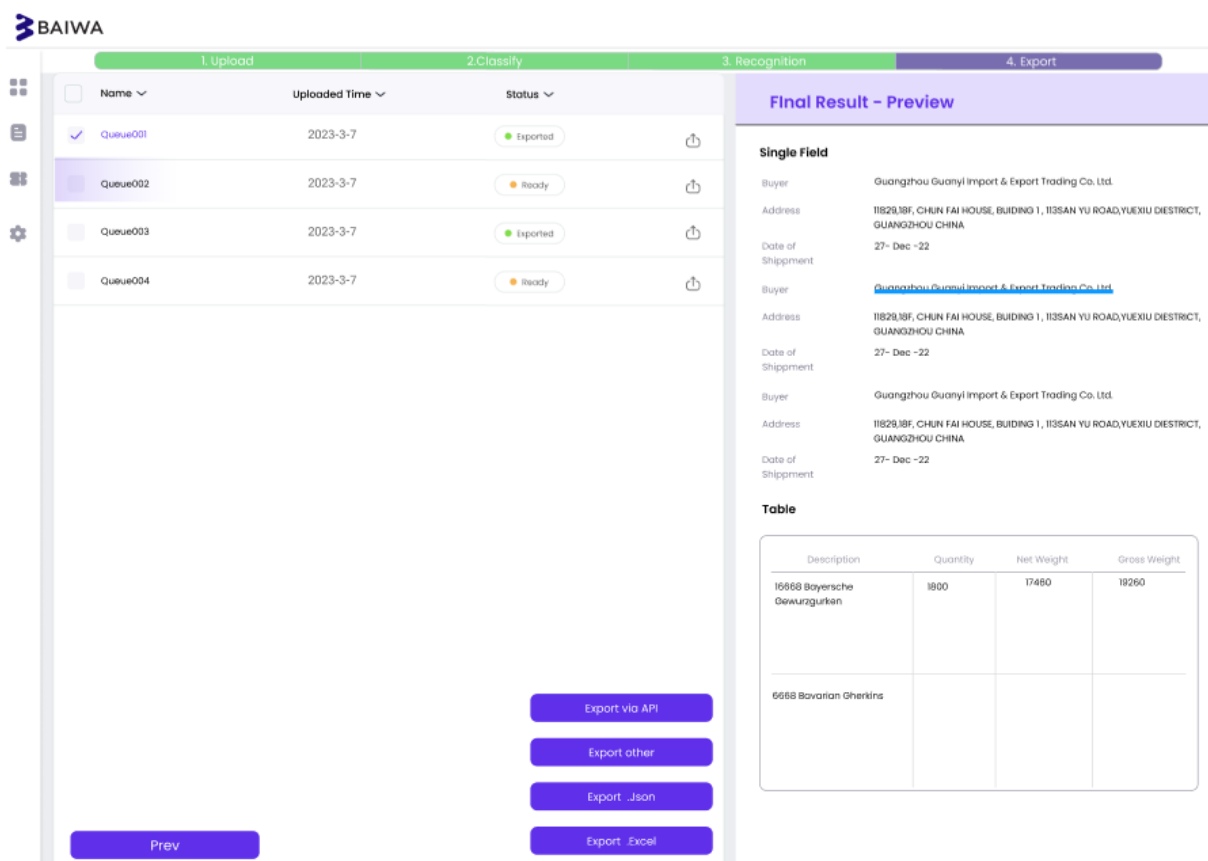 BAIWA
1. Upload
2.Classify
3. Recognition
4. Export
Name
Uploaded Time
Status
Queue001
2023-3-7
Exported
Queue002
2023-3-7
Ready
Queue003
2023-3-7
Exported
Queue004
2023-3-7
Ready
Export via API
Export other
Export .Json
Export .Excel
Prev
FInal Result - Preview
Single Field
Buyer
Guangzhou Guanyi Import & Export Trading Co. Ltd.
Address
11829,18F, CHUN FAI HOUSE, BUIDING 1 , 113SAN YU ROAD,YUEXIU DIESTRICT,
GUANGZHOU CHINA
Date of
Shippment
27- Dec -22
Buyer
Guangzhou Guanyi Import & Export Trading Co. Ltd.
Address
11829,18F, CHUN FAI HOUSE, BUIDING 1 , 113SAN YU ROAD,YUEXIU DIESTRICT,
GUANGZHOU CHINA
Date of
Shippment
27- Dec -22
Buyer
Guangzhou Guanyi Import & Export Trading Co. Ltd.
Address
11829,18F, CHUN FAI HOUSE, BUIDING 1 , 113SAN YU ROAD,YUEXIU DIESTRICT,
GUANGZHOU CHINA
Date of
Shippment
27- Dec -22
Table
Description
Quantity
Net Weight
Gross Weight
16668 Bayersche
Gewurzgurken
1800
17460
19260
6668 Bavarian Gherkins